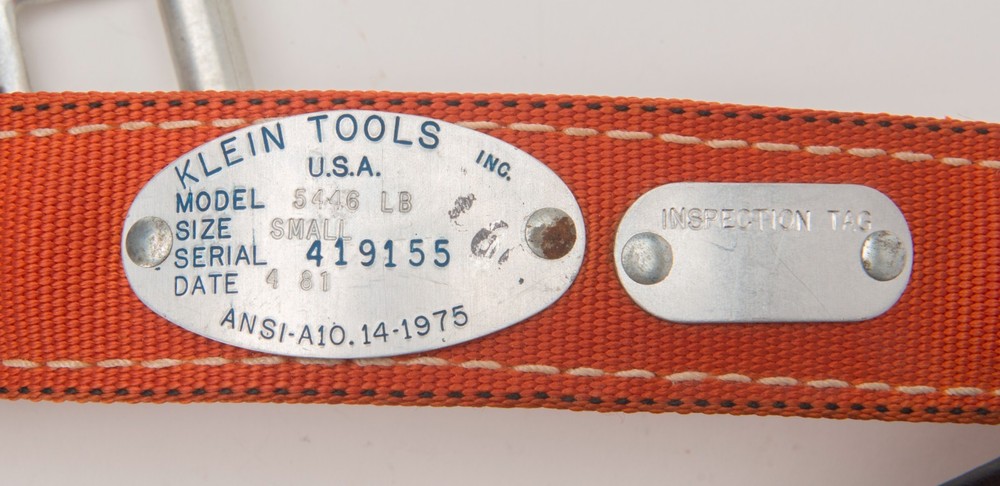 KLEIN TOOLS INC.
U.S.A.
MODEL 5446 LB
SIZE SMALL
SERIAL 419155
DATE 4 81
ANSI-A10.14-1975
INSPECTION TAG